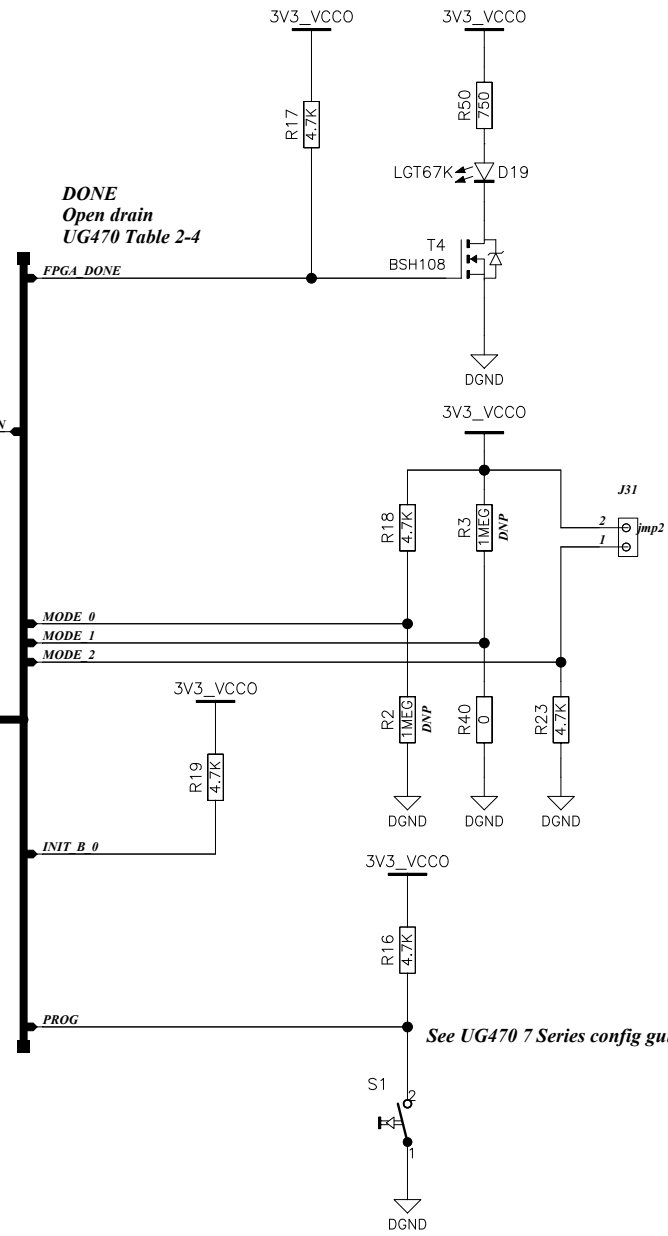 3V3_VCCO
3V3_VCCO
R17
4.7K
R50
750
LGT67K
D19
DONE
Open drain
UG470 Table 2-4
T4
BSH108
FPGA_DONE
DGND
3V3_VCCO
N
J31
R18
4.7K
R3
1MEG
DNP
2
jmp2
1
MODE_0
MODE_1
MODE_2
3V3_VCCO
R2
1MEG
DNP
R40
0
R23
4.7K
R19
4.7K
DGND
DGND
DGND
INIT_B_0
3V3_VCCO
R16
4.7K
PROG
See UG470 7 Series config gu
S1
2
1
DGND